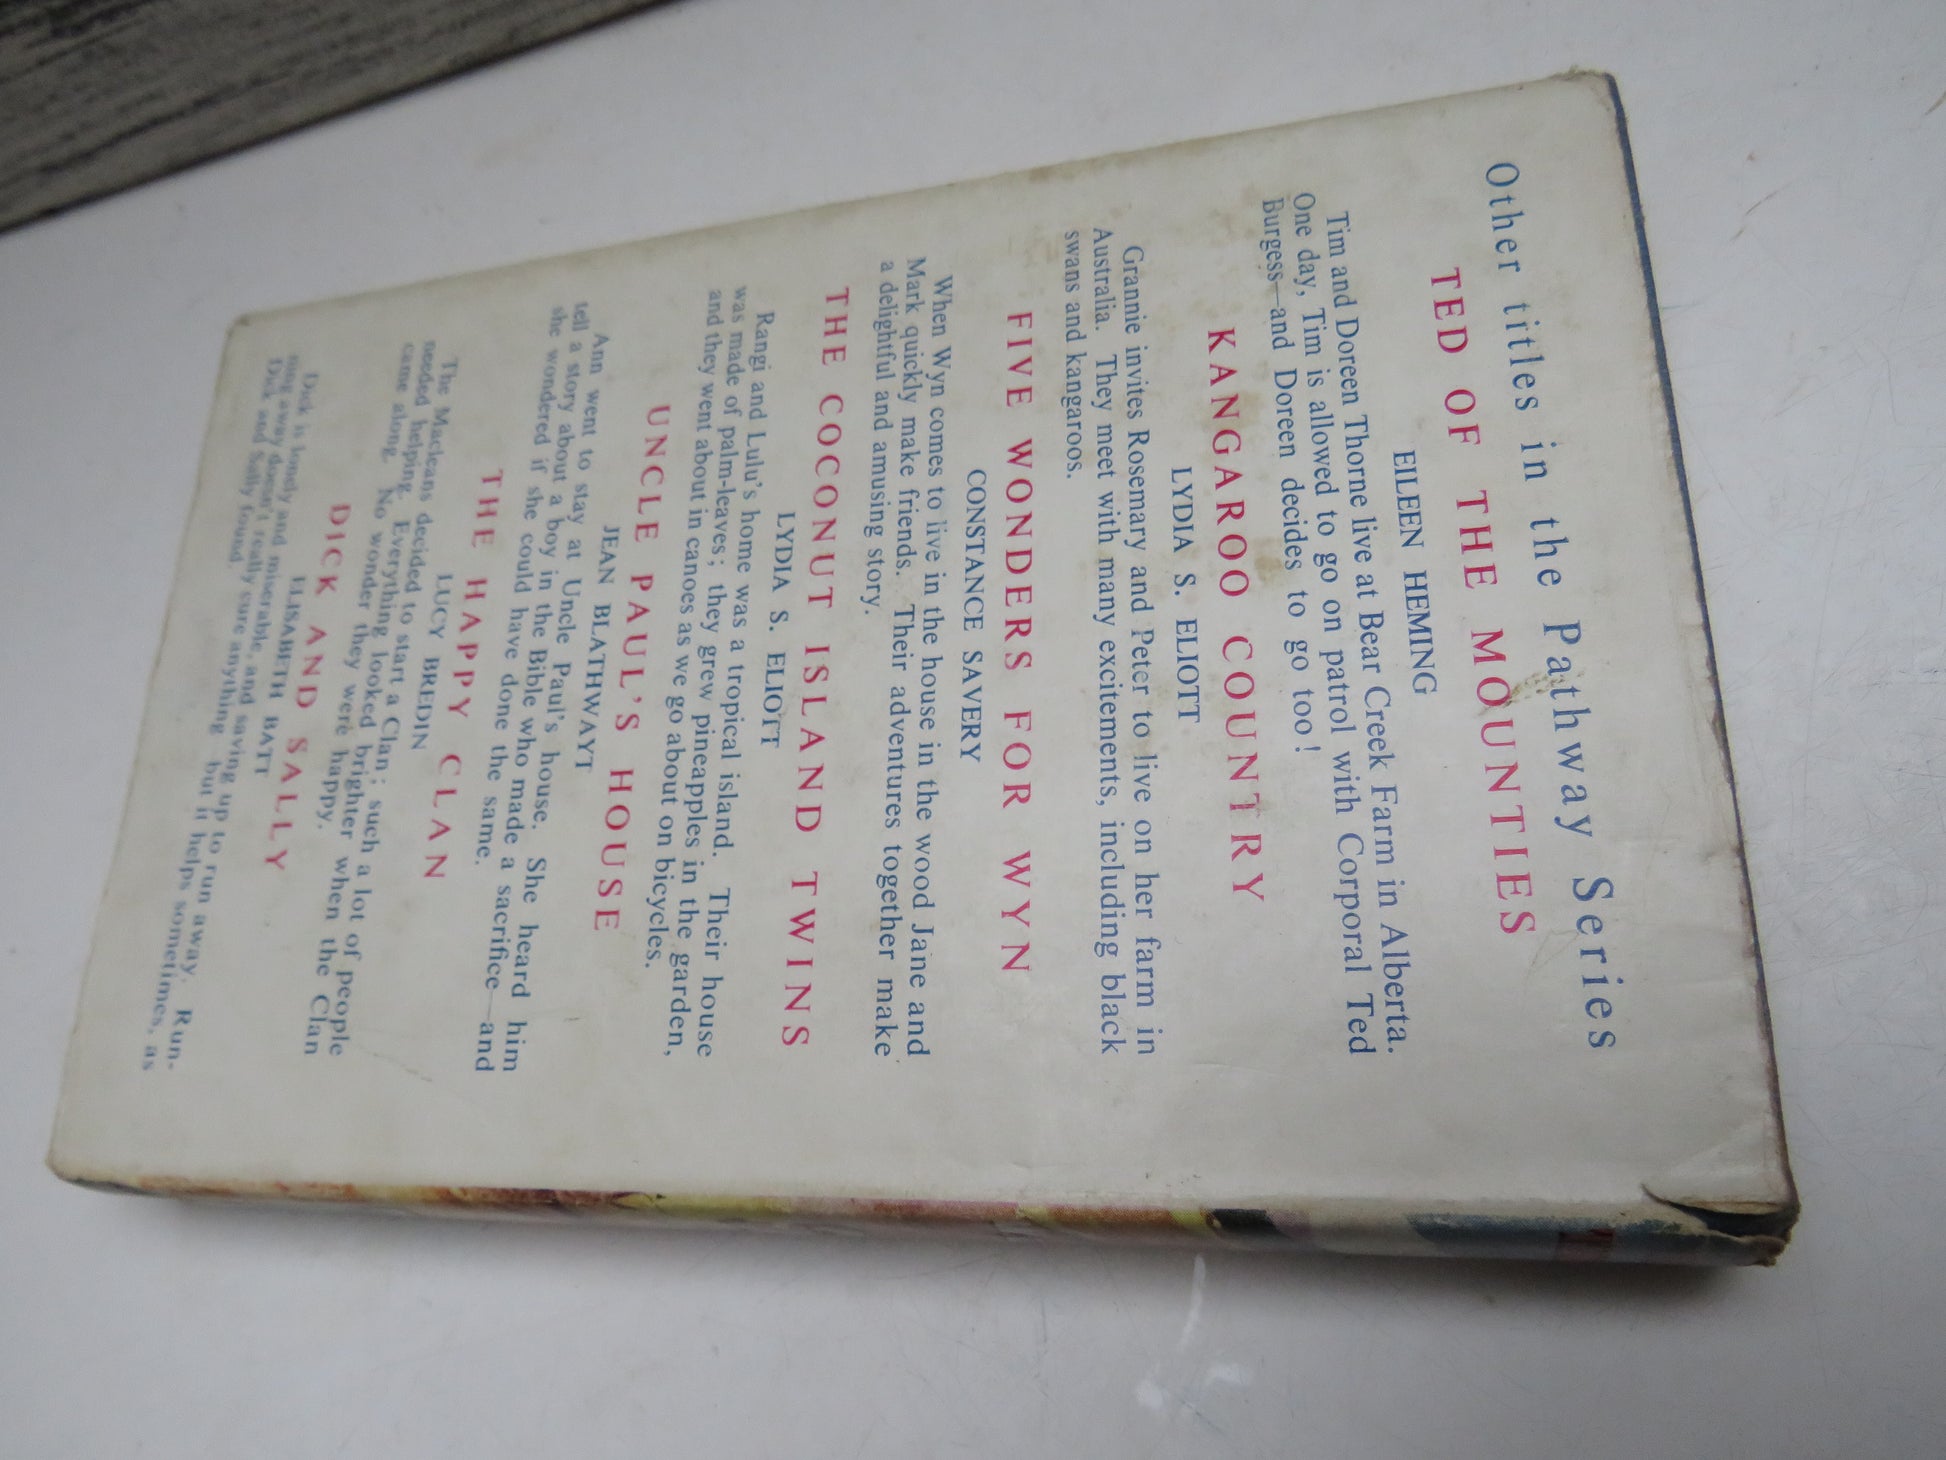 Other titles in the Pathway Series
TED OF THE MOUNTIES
EILEEN HEMING
Tim and Doreen Thorne live at Bear Creek Farm in Alberta.
One day, Tim is allowed to go on patrol with Corporal Ted
Burgess—and Doreen decides to go too!
KANGAROO COUNTRY
LYDIA S. ELIOTT
Grannie invites Rosemary and Peter to live on her farm in
Australia. They meet with many excitements, including black
swans and kangaroos.
FIVE WONDERS FOR WYN
CONSTANCE SAVERY
When Wyn comes to live in the house in the wood Jane and
Mark quickly make friends. Their adventures together make
a delightful and amusing story.
THE COCONUT ISLAND TWINS
LYDIA S. ELIOTT
Rangi and Lulu's home was a tropical island. Their house
was made of palm-leaves; they grew pineapples in the garden,
and they went about in canoes as we go about on bicycles.
UNCLE PAUL'S HOUSE
JEAN BLATHWAYT
Ann went to stay at Uncle Paul's house. She heard him
tell a story about a boy in the Bible who made a sacrifice—and
she wondered if she could have done the same.
THE HAPPY CLAN
LUCY BREDIN
The Macleans decided to start a Clan; such a lot of people
needed helping. Everything looked brighter when the Clan
came along. No wonder they were happy.
DICK AND SALLY
ELISABETH BATT
Dick is lonely and miserable, and saving up to run away. Run-
ning away doesn't really cure anything—but it helps sometimes, as
Dick and Sally found.